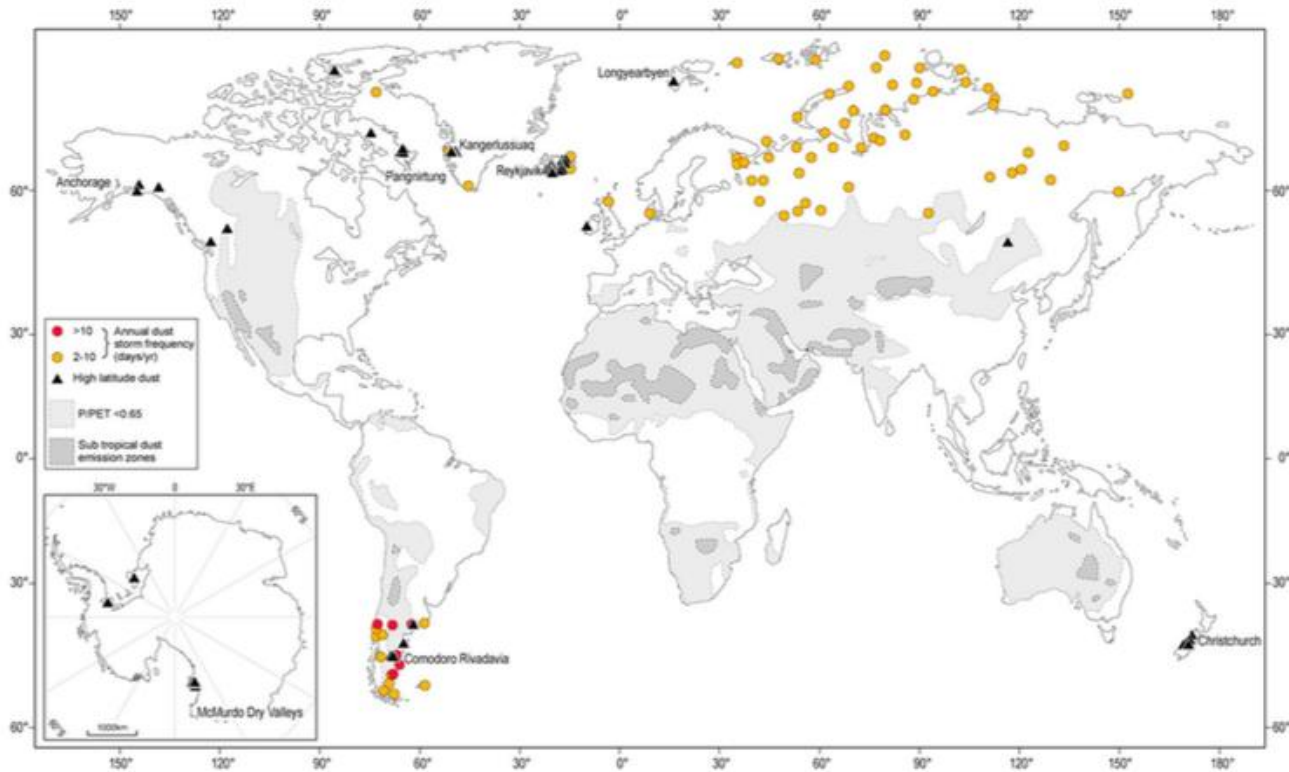 150° 120° 90° 60° 30° 0° 30° 60° 90° 120° 150° 180°
Longyearbyen
Kangerlussuaq
Pangnirtung
Reykjavik
Anchorage
60° 60°
30° 30°
>10 Annual dust
storm frequency
2-10 (days/yr)
High latitude dust
P/PET <0.65
Sub tropical dust
emission zones
0° 0°
30°W 0 30°E
60°S 60°S
30° 30°
Christchurch
Comodoro Rivadavia
McMurdo Dry Valleys
1000km
60°S
60° 60°
150° 120° 90° 60° 30° 0° 30° 60° 90° 120° 150° 180°